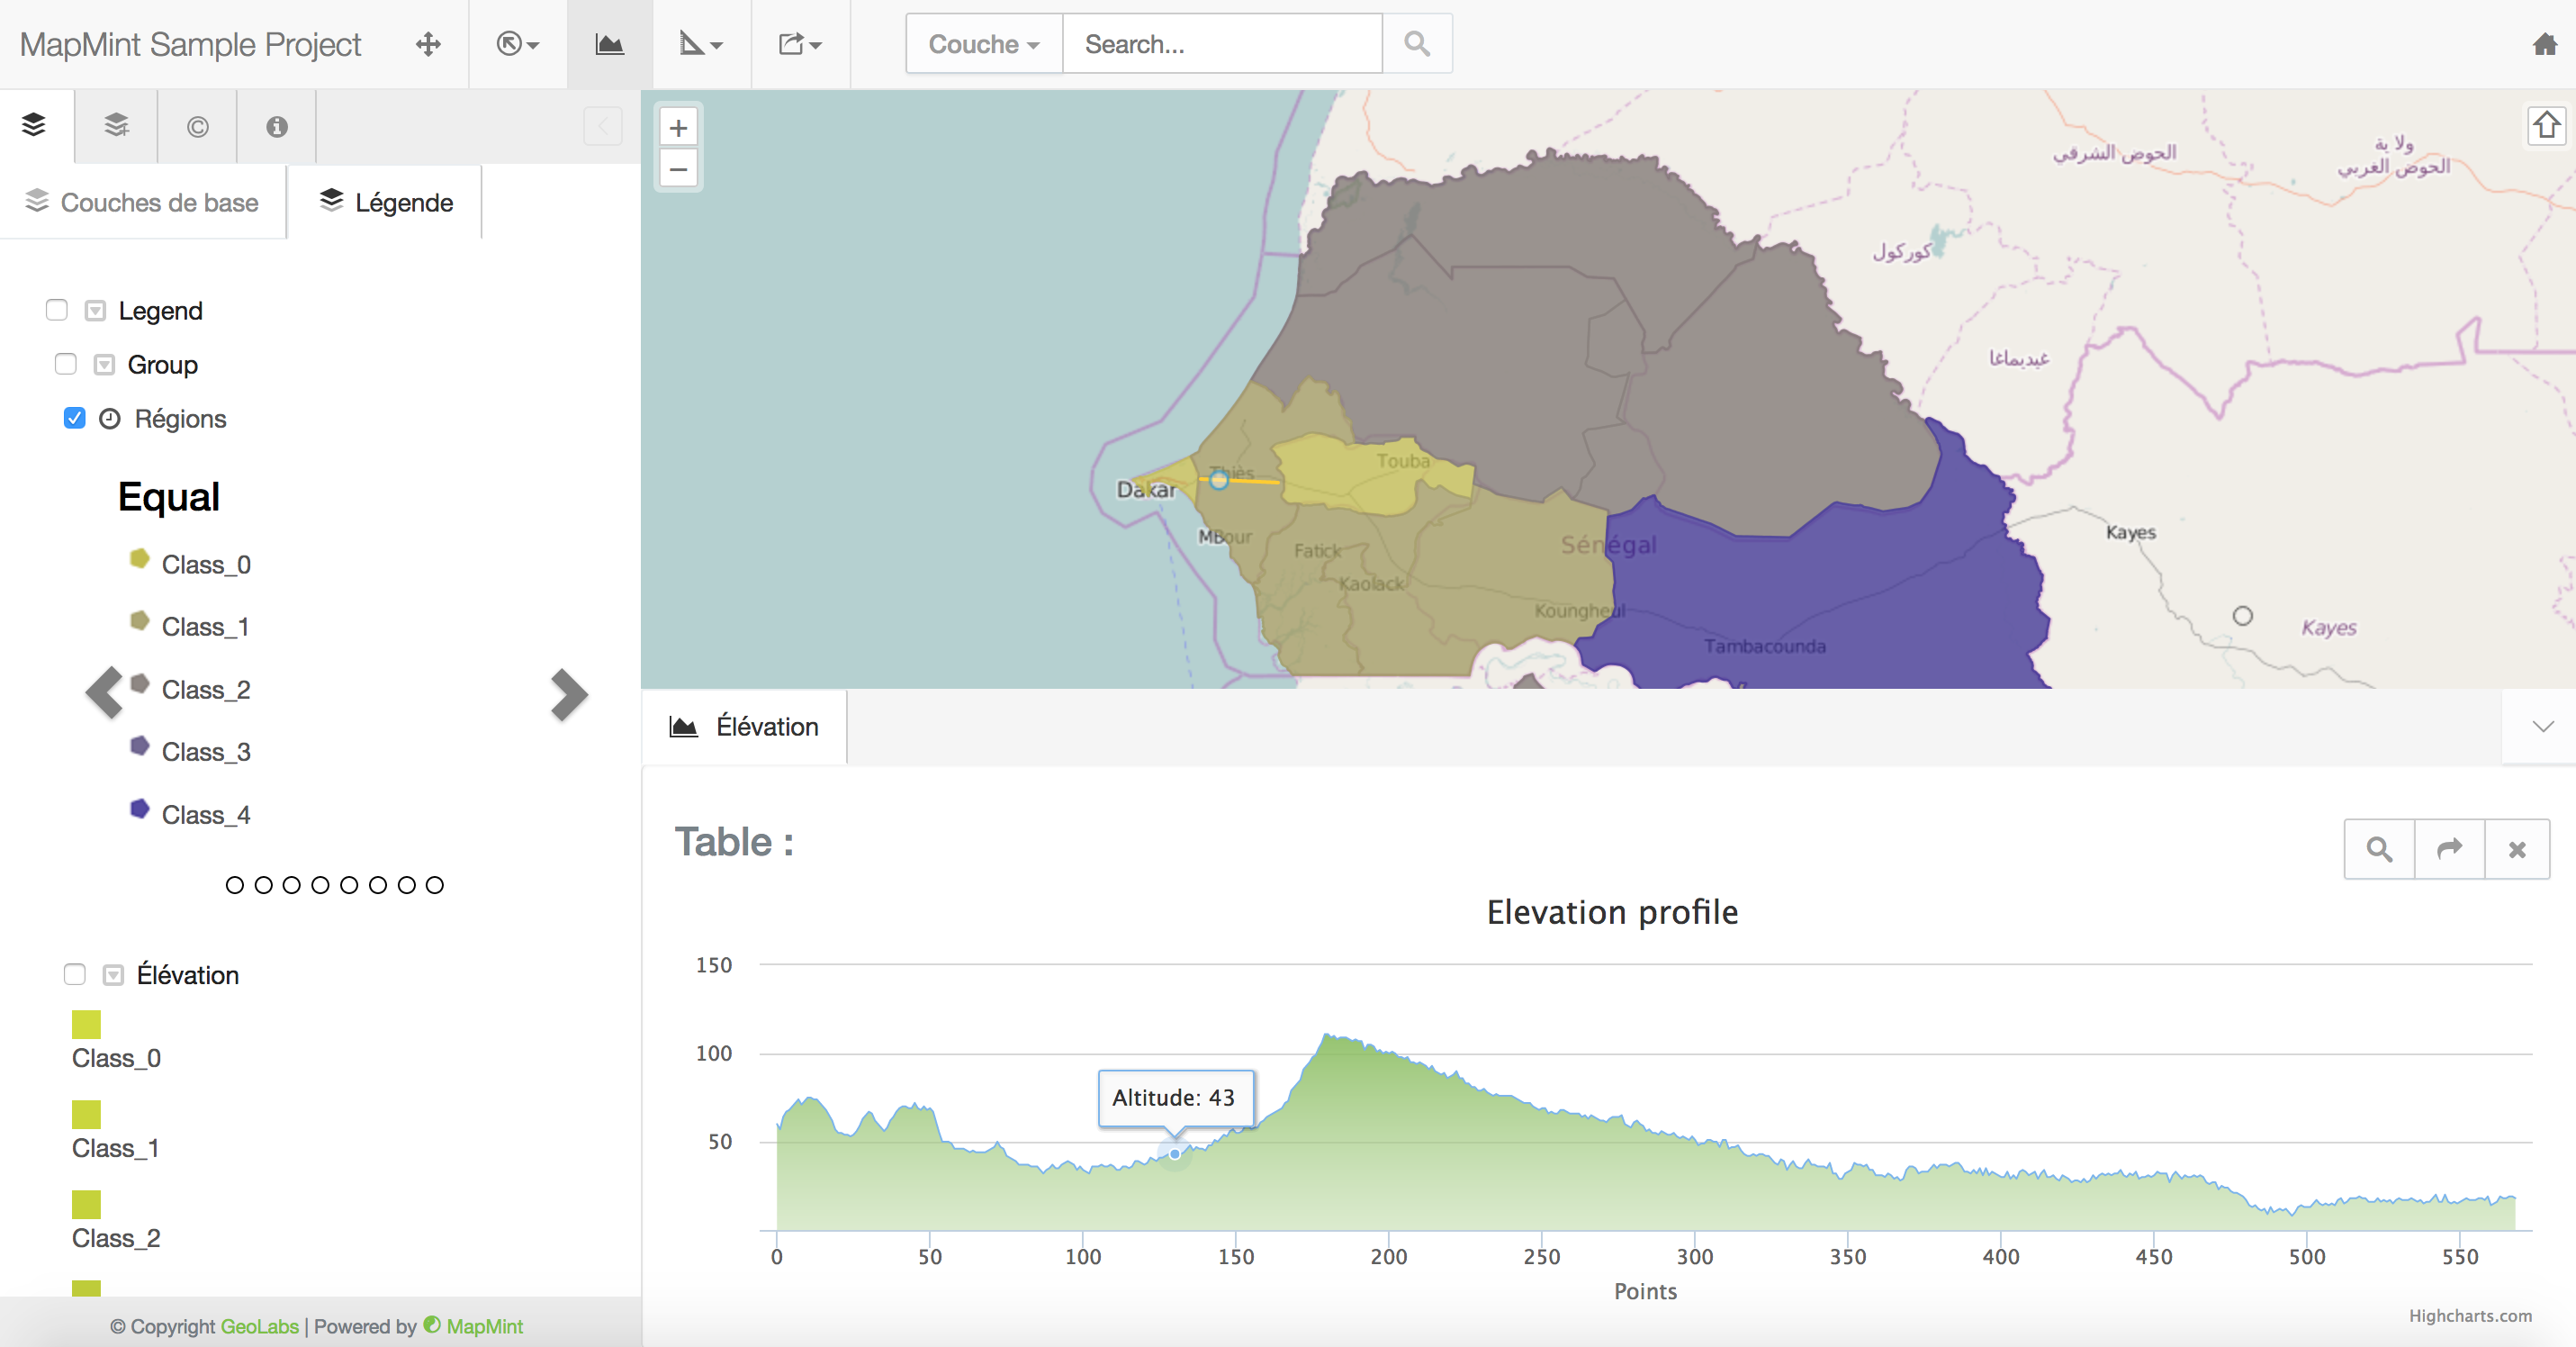 MapMint Sample Project
Couche
Search...
Couches de base
Légende
Legend
Group
Régions
Equal
Class_0
Class_1
Class_2
Class_3
Class_4
Élévation
Class_0
Class_1
Class_2
© Copyright GeoLabs | Powered by MapMint
+
−
الحوض الشرقي
ولا ية
الحوض الغربي
كوركول
غيديماغا
Thiès
Touba
Dakar
MBour
Fatick
Sénégal
Kaolack
Koungheul
Tambacounda
Kayes
Kayes
Élévation
Table :
Elevation profile
150
100
50
Altitude: 43
0 50 100 150 200 250 300 350 400 450 500 550
Points
Highcharts.com